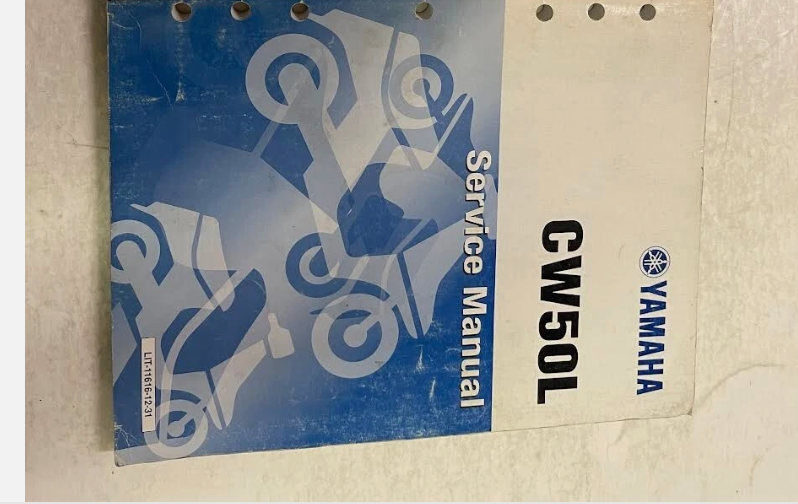 YAMAHA
CW50L
Service Manual
LIT-11616-12-31